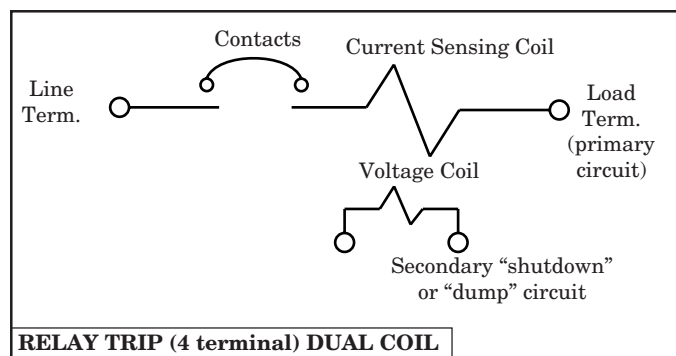 Contacts
Current Sensing Coil
Line
Term.
Load
Term.
(primary
circuit)
Voltage Coil
Secondary “shutdown”
or “dump” circuit
RELAY TRIP (4 terminal) DUAL COIL